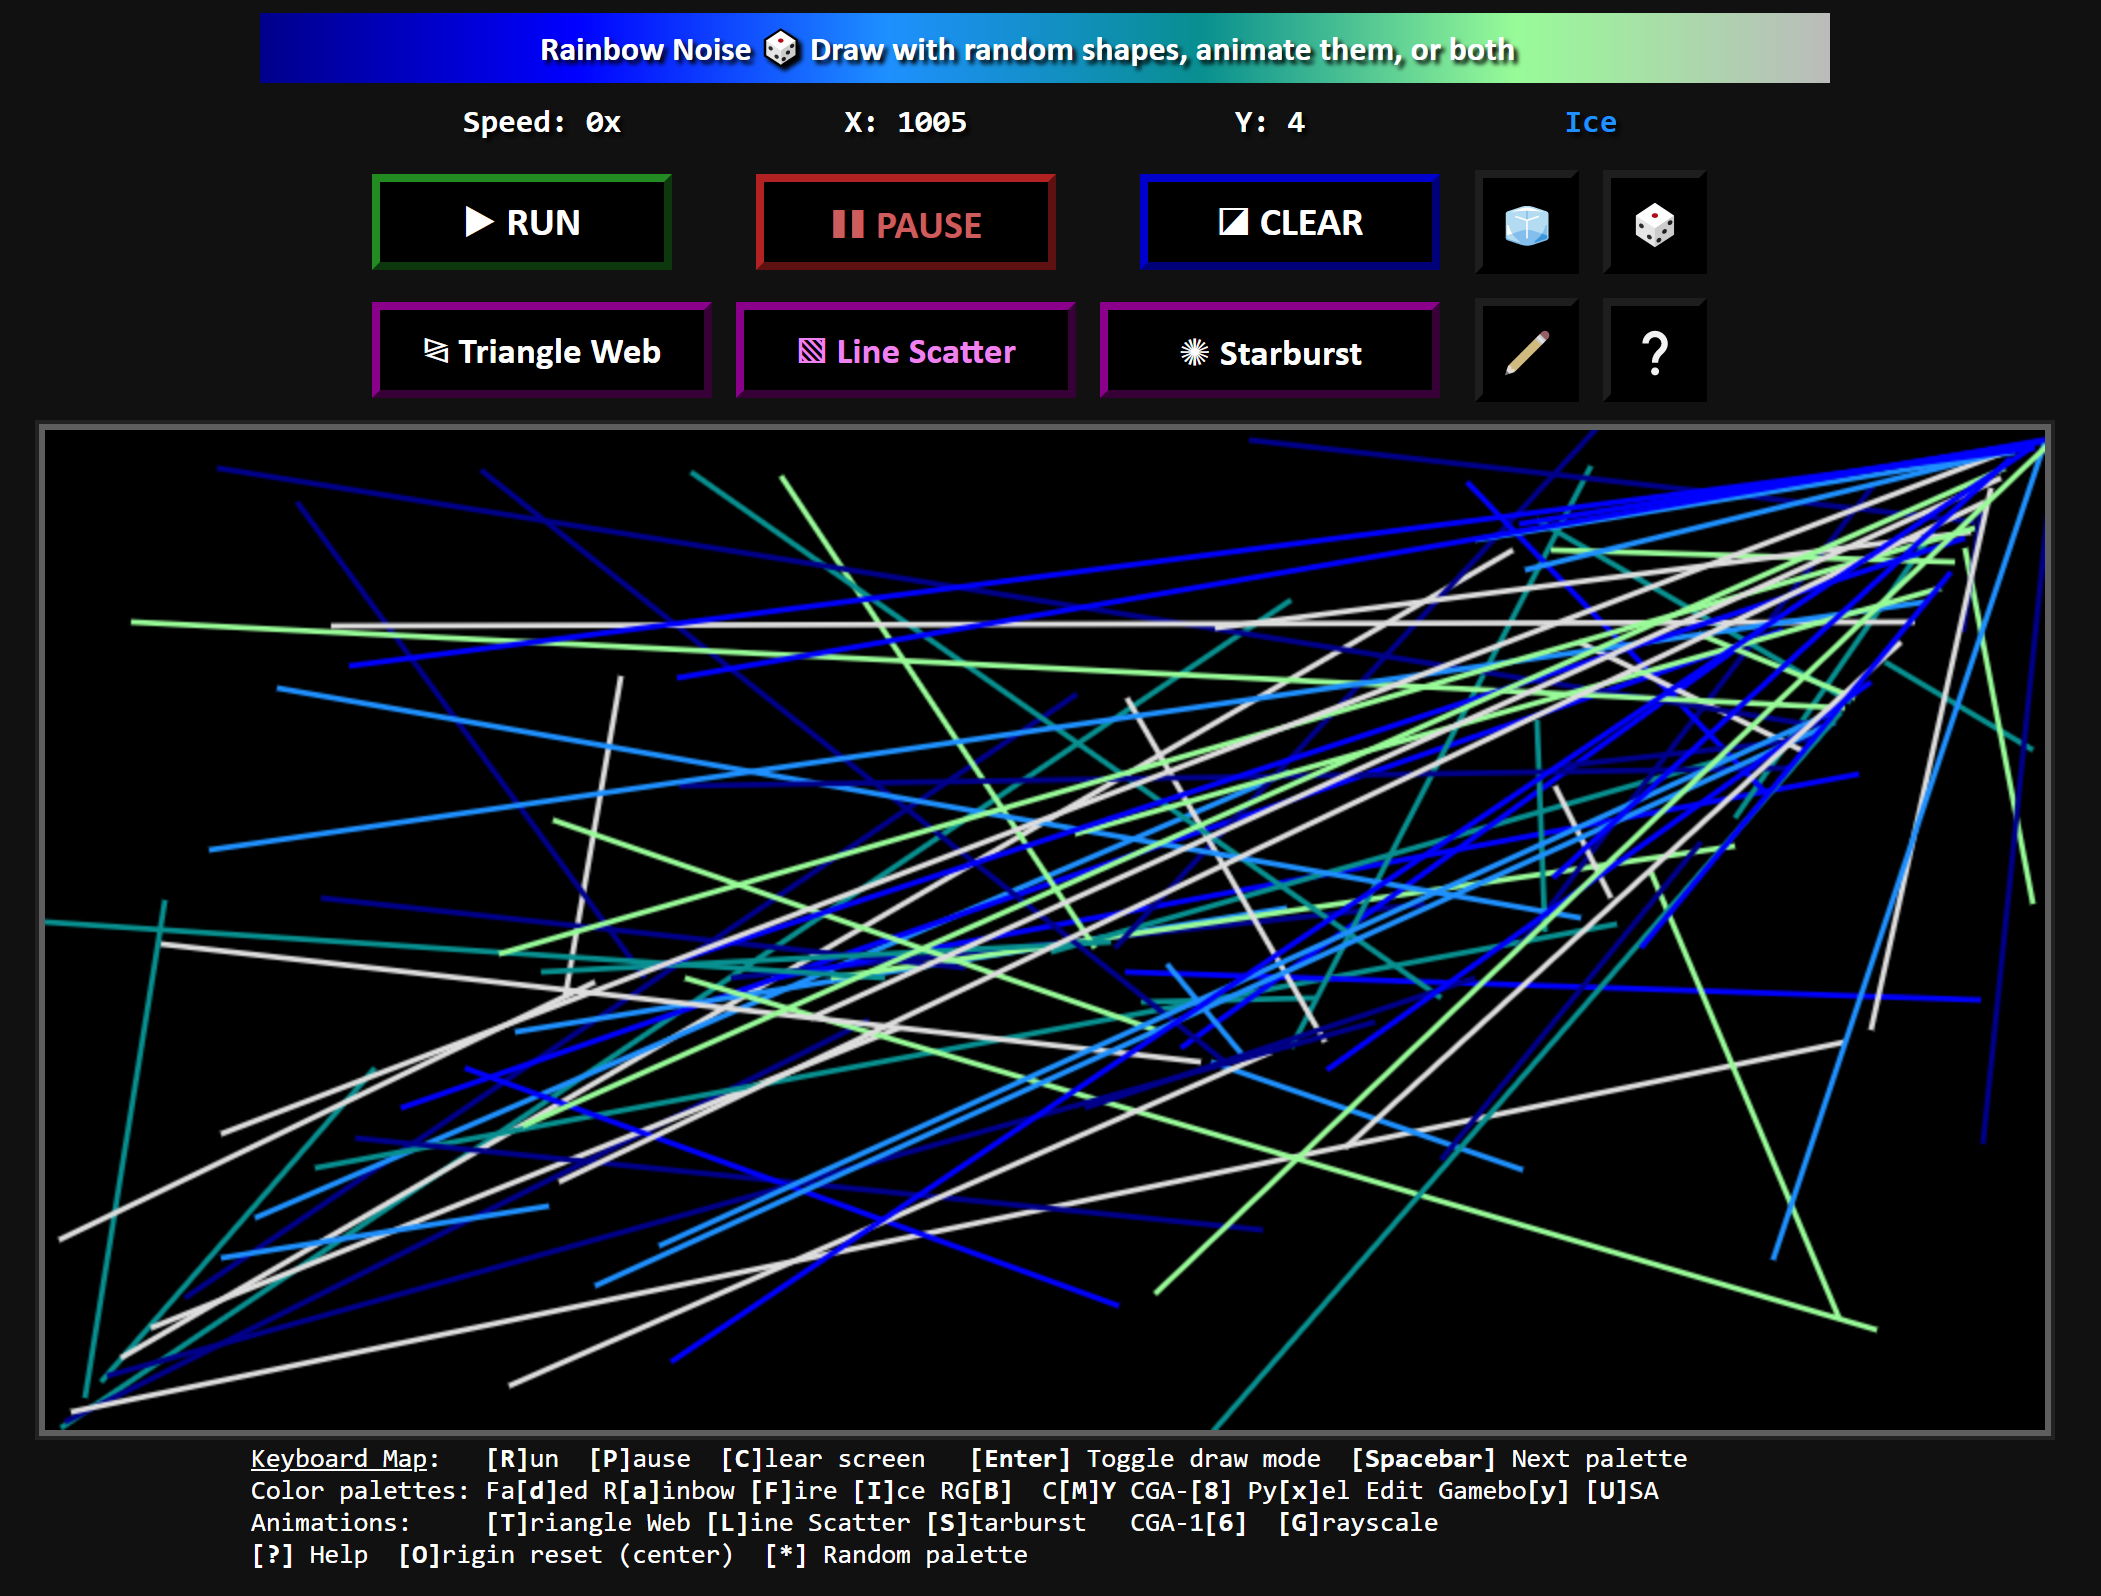 Rainbow Noise 🎲 Draw with random shapes, animate them, or both
Speed: 0x X: 1005 Y: 4 Ice
▶ RUN ❚❚ PAUSE ◪ CLEAR
Triangle Web ▧ Line Scatter ✺ Starburst ?
Keyboard Map: [R]un [P]ause [C]lear screen [Enter] Toggle draw mode [Spacebar] Next palette
Color palettes: Fa[d]ed R[a]inbow [F]ire [I]ce RG[B] C[M]Y CGA-[8] Py[x]el Edit Gamebo[y] [U]SA
Animations: [T]riangle Web [L]ine Scatter [S]tarburst CGA-1[6] [G]rayscale
[?] Help [O]rigin reset (center) [*] Random palette